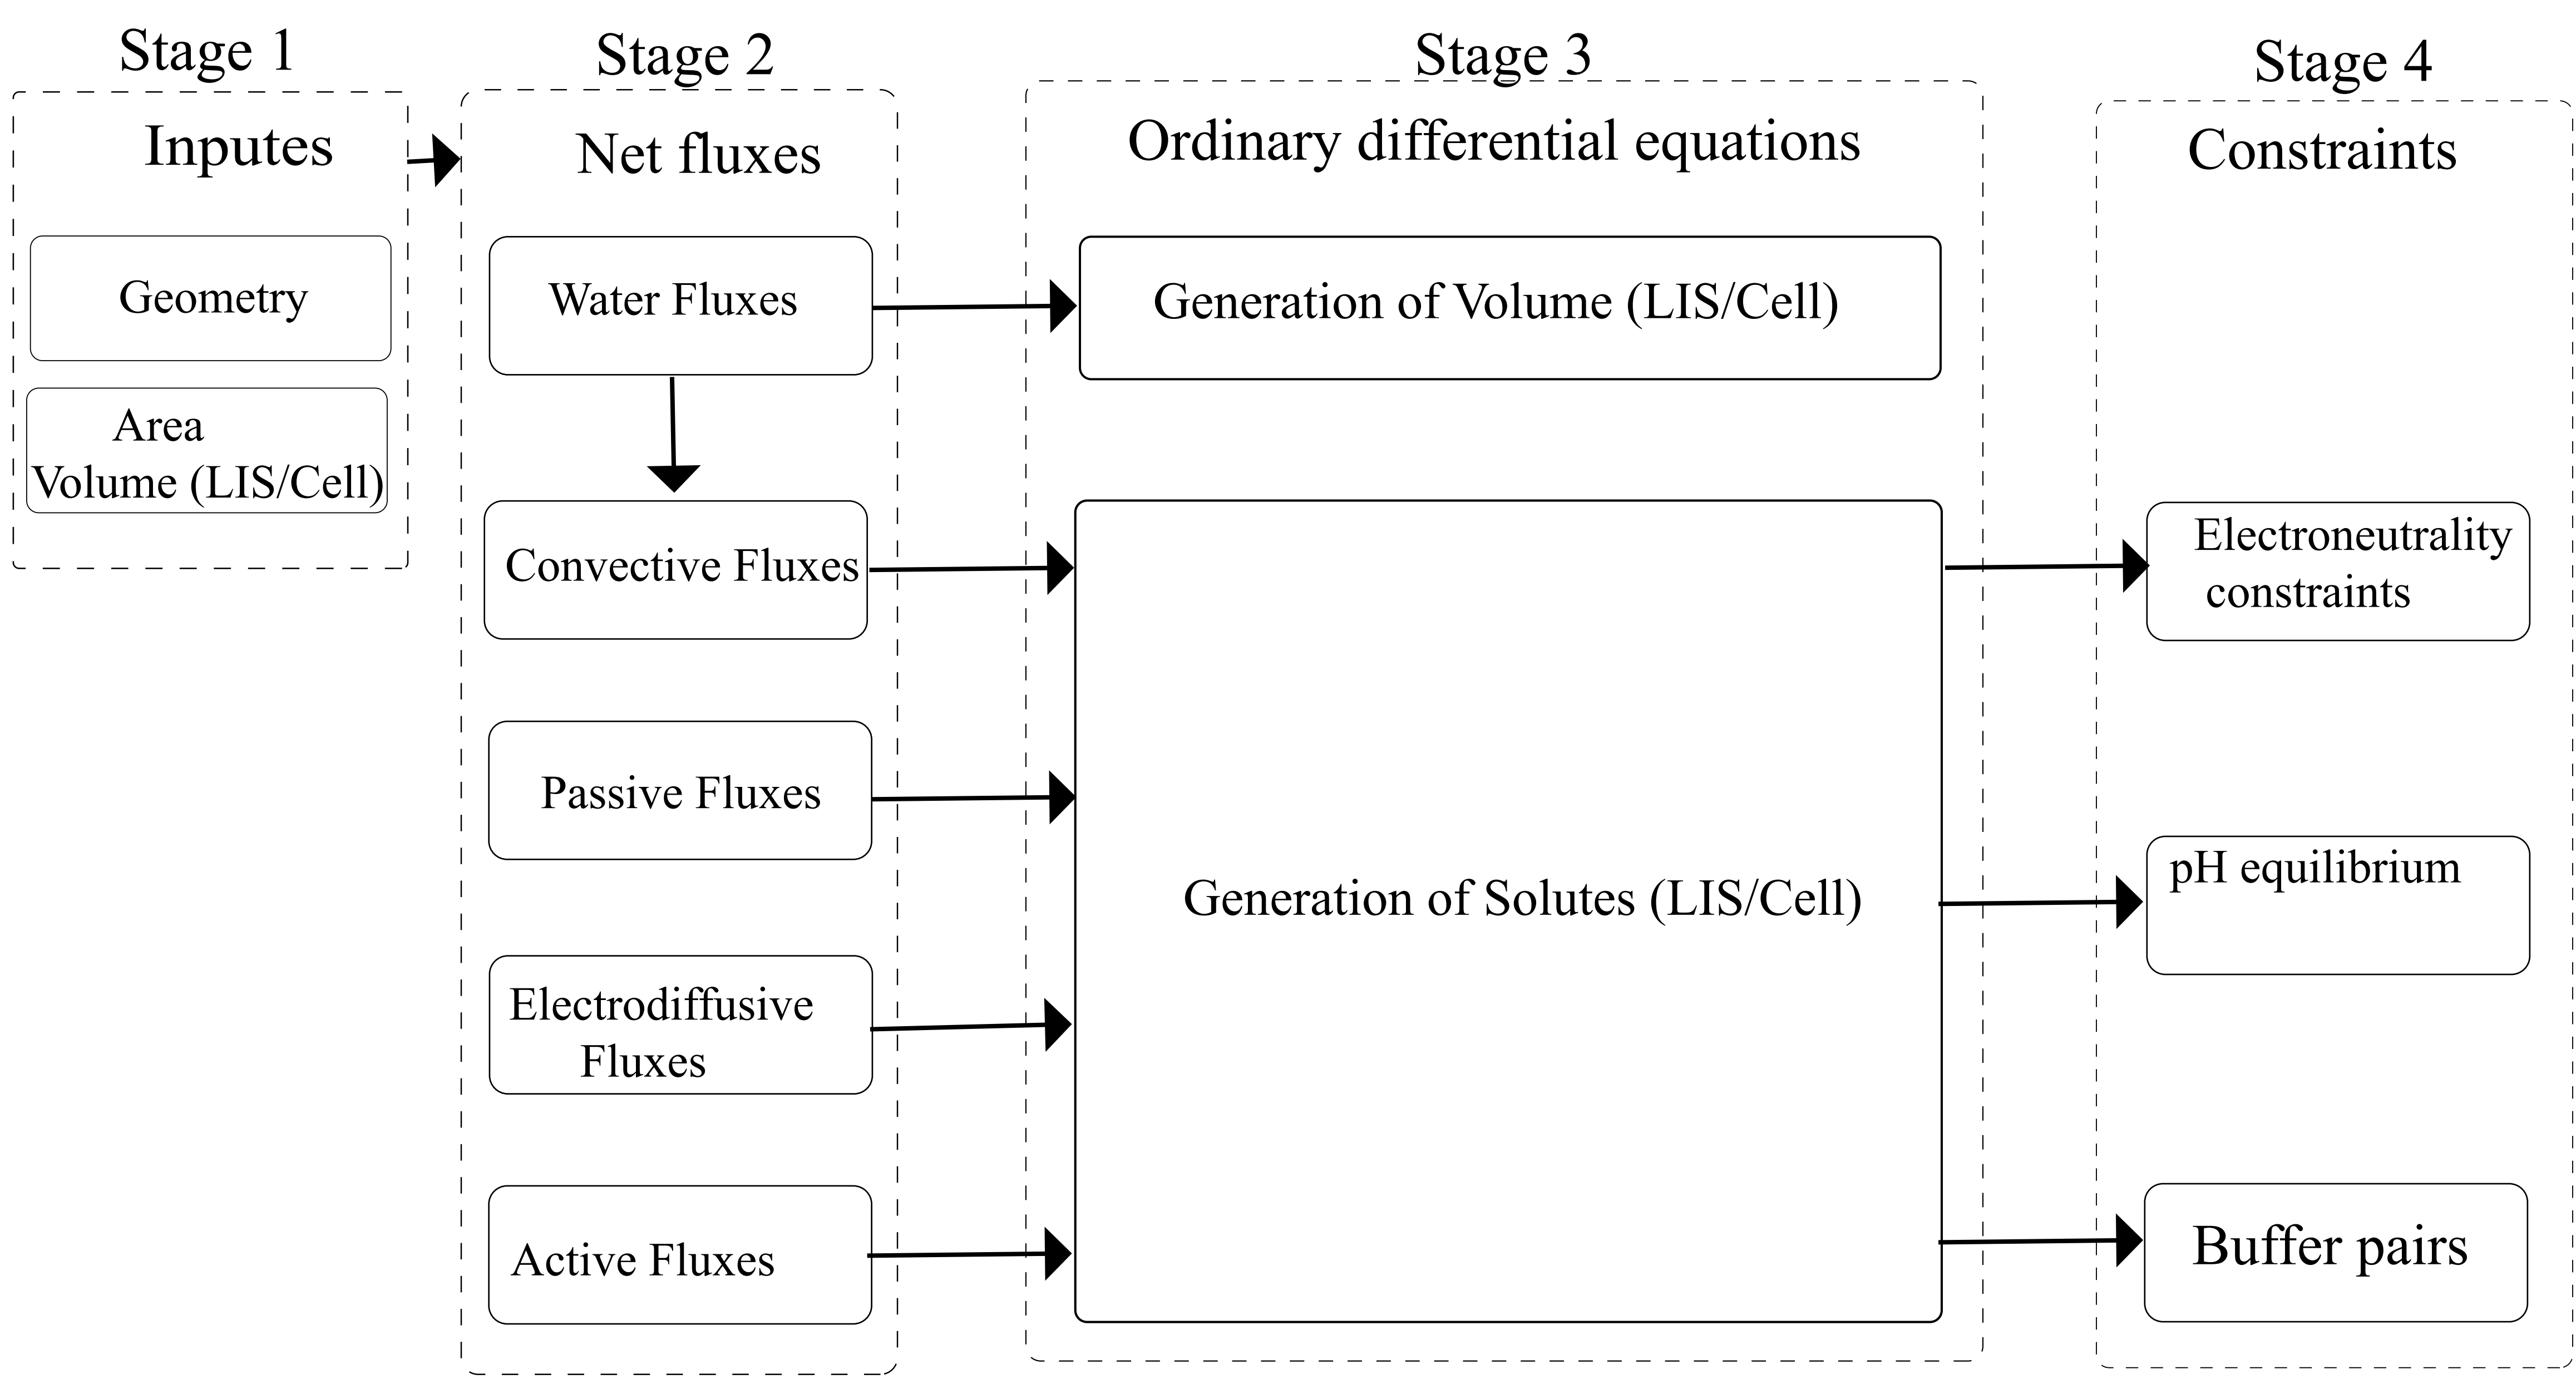 Stage 1
Inputes
Geometry
Area
Volume (LIS/Cell)
Stage 2
Net fluxes
Water Fluxes
Convective Fluxes
Passive Fluxes
Electrodiffusive
Fluxes
Active Fluxes
Stage 3
Ordinary differential equations
Generation of Volume (LIS/Cell)
Generation of Solutes (LIS/Cell)
Stage 4
Constraints
Electroneutrality
constraints
pH equilibrium
Buffer pairs